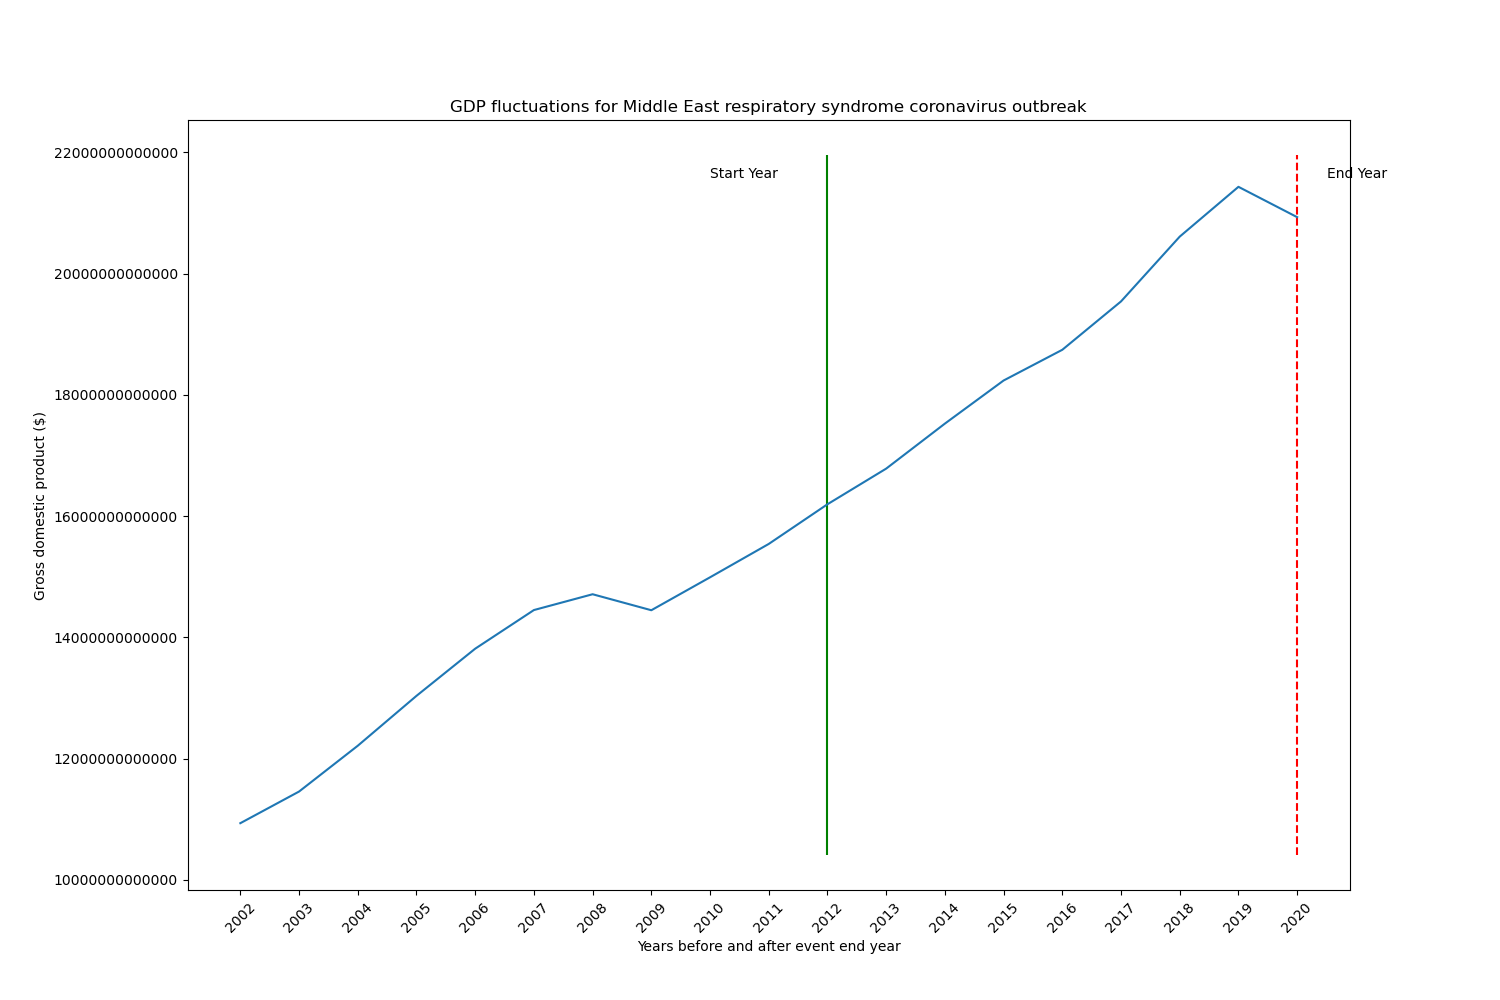 GDP fluctuations for Middle East respiratory syndrome coronavirus outbreak
22000000000000
Start Year
End Year
20000000000000
18000000000000
16000000000000
14000000000000
12000000000000
10000000000000
Gross domestic product ($)
2002 2003 2004 2005 2006 2007 2008 2009 2010 2011 2012 2013 2014 2015 2016 2017 2018 2019 2020
Years before and after event end year